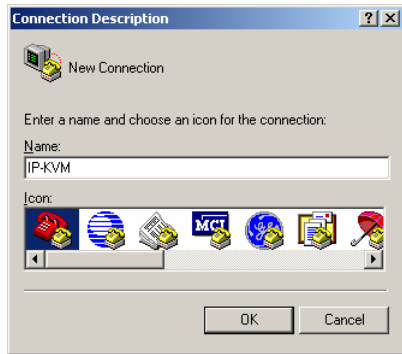 Connection Description
New Connection
Enter a name and choose an icon for the connection:
Name:
IP-KVM
Icon:
MCI
OK Cancel